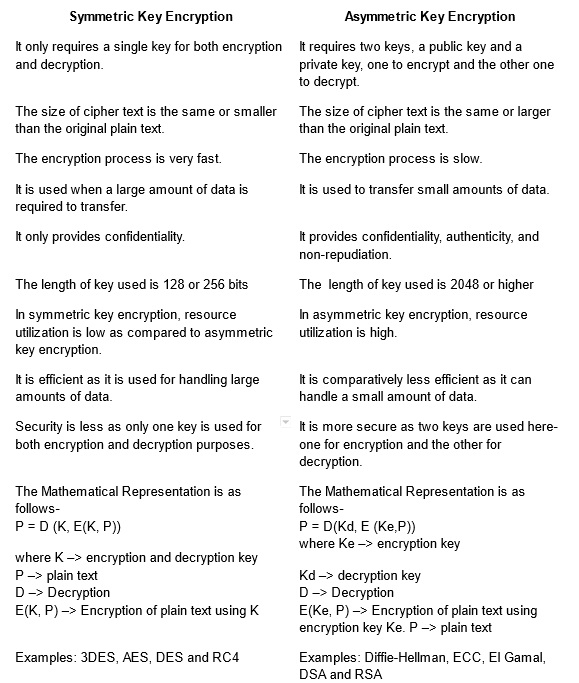 Symmetric Key Encryption
Asymmetric Key Encryption
It only requires a single key for both encryption
and decryption.
It requires two keys, a public key and a
private key, one to encrypt and the other one
to decrypt.
The size of cipher text is the same or smaller
than the original plain text.
The size of cipher text is the same or larger
than the original plain text.
The encryption process is very fast.
The encryption process is slow.
It is used when a large amount of data is
required to transfer.
It is used to transfer small amounts of data.
It only provides confidentiality.
It provides confidentiality, authenticity, and
non-repudiation.
The length of key used is 128 or 256 bits
The  length of key used is 2048 or higher
In symmetric key encryption, resource
utilization is low as compared to asymmetric
key encryption.
In asymmetric key encryption, resource
utilization is high.
It is efficient as it is used for handling large
amounts of data.
It is comparatively less efficient as it can
handle a small amount of data.
Security is less as only one key is used for
both encryption and decryption purposes.
It is more secure as two keys are used here-
one for encryption and the other for
decryption.
The Mathematical Representation is as
follows-
P = D (K, E(K, P))
where K –> encryption and decryption key
P –> plain text
D –> Decryption
E(K, P) –> Encryption of plain text using K
The Mathematical Representation is as
follows-
P = D(Kd, E (Ke,P))
where Ke –> encryption key
Kd –> decryption key
D –> Decryption
E(Ke, P) –> Encryption of plain text using
encryption key Ke. P –> plain text
Examples: 3DES, AES, DES and RC4
Examples: Diffie-Hellman, ECC, El Gamal,
DSA and RSA